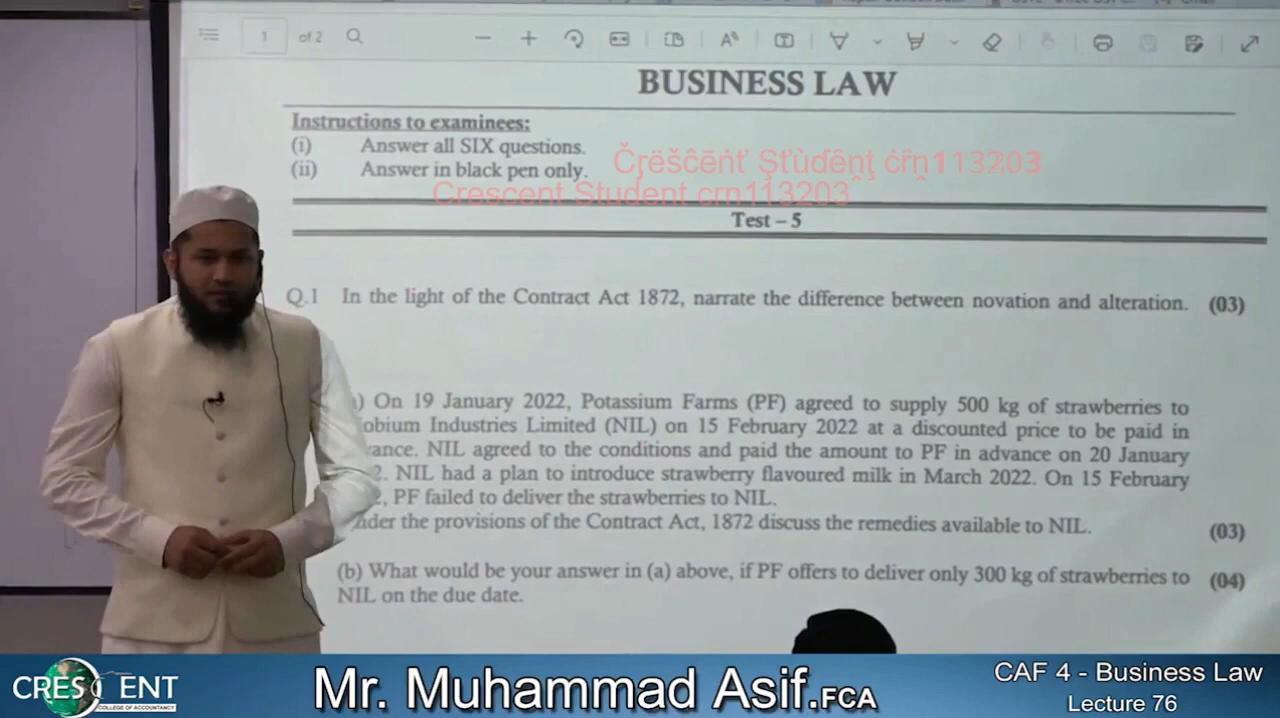 1 of 2
BUSINESS LAW
Instructions to examinees:
(i) Answer all SIX questions.
(ii) Answer in black pen only.
Crescent Student crn113203
Test – 5
Q.1 In the light of the Contract Act 1872, narrate the difference between novation and alteration. (03)
) On 19 January 2022, Potassium Farms (PF) agreed to supply 500 kg of strawberries to
obium Industries Limited (NIL) on 15 February 2022 at a discounted price to be paid in
ance. NIL agreed to the conditions and paid the amount to PF in advance on 20 January
2. NIL had a plan to introduce strawberry flavoured milk in March 2022. On 15 February
2, PF failed to deliver the strawberries to NIL.
nder the provisions of the Contract Act, 1872 discuss the remedies available to NIL. (03)
(b) What would be your answer in (a) above, if PF offers to deliver only 300 kg of strawberries to (04)
NIL on the due date.
CRESCENT
COLLEGE OF ACCOUNTANCY
Mr. Muhammad Asif.FCA
CAF 4 - Business Law
Lecture 76